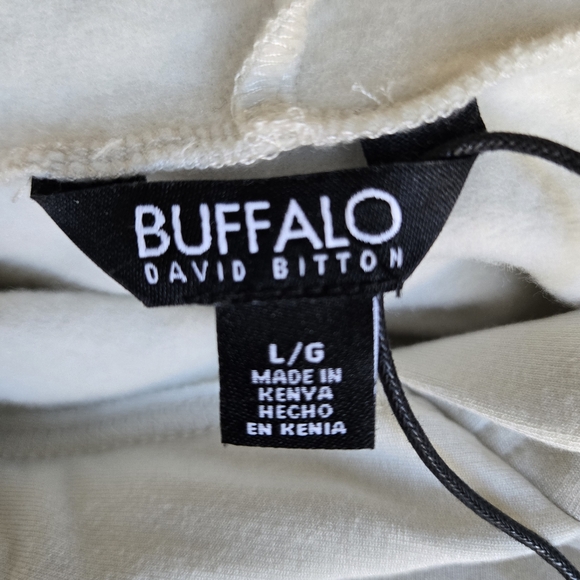 BUFFALO
DAVID BITTON
L/G
MADE IN
KENYA
HECHO
EN KENIA